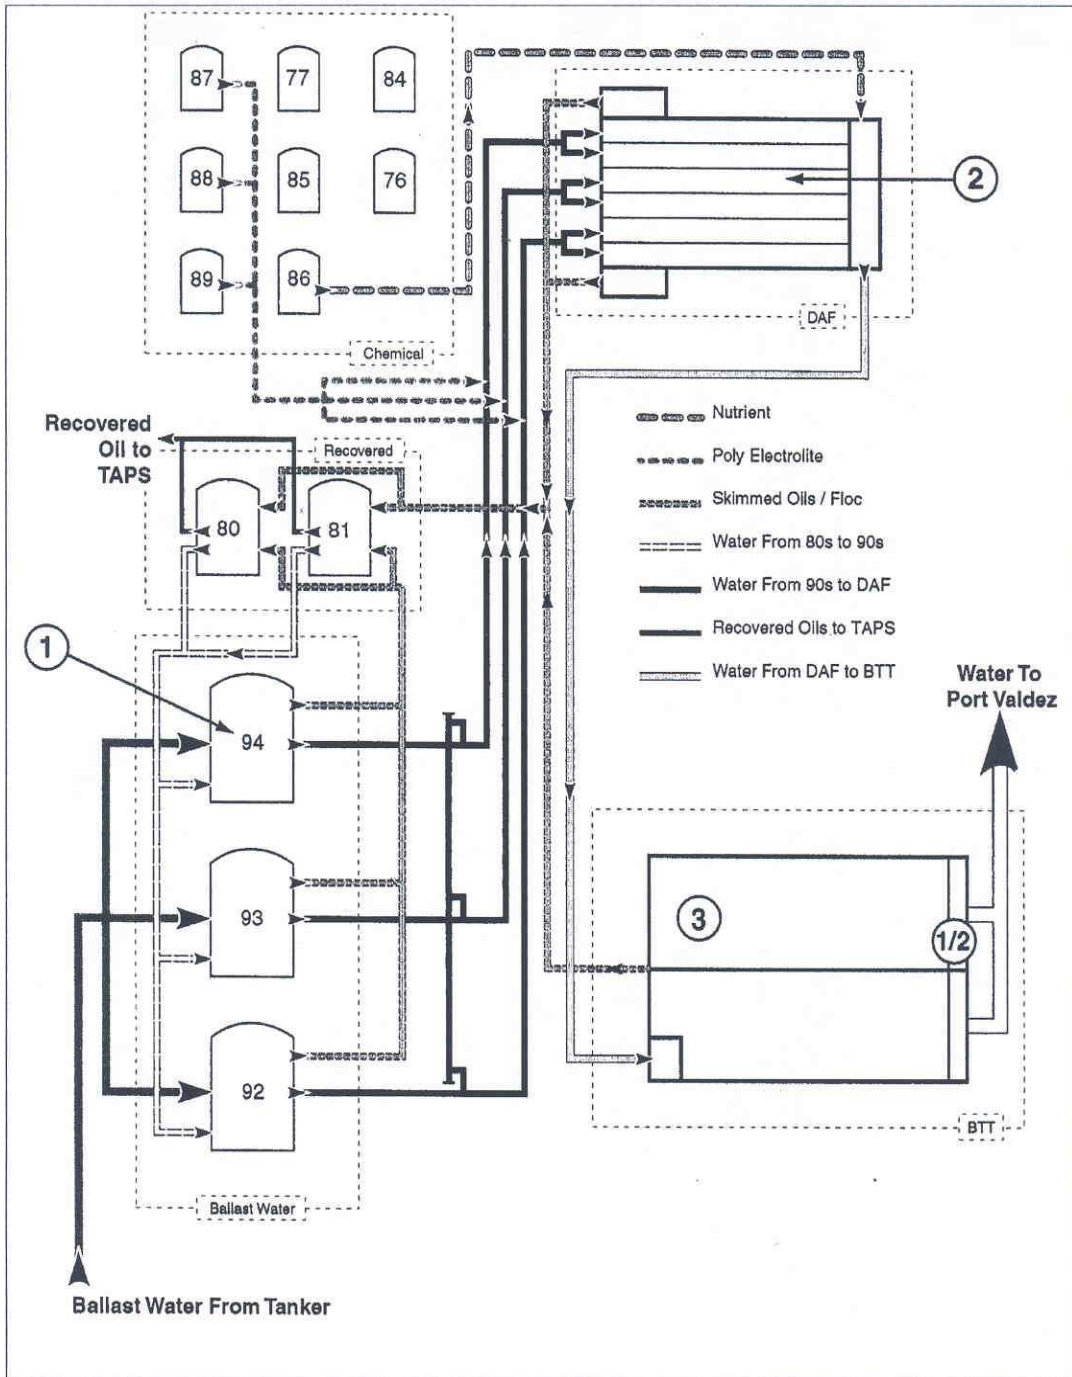 87
77
84
88
85
76
89
86
Chemical
2
DAF
Recovered
Oil to
TAPS
Recovered
80
81
Nutrient
Poly Electrolite
Skimmed Oils / Floc
Water From 80s to 90s
Water From 90s to DAF
Recovered Oils to TAPS
Water From DAF to BTT
1
94
93
92
Ballast Water
Water To
Port Valdez
3
1/2
BTT
Ballast Water From Tanker